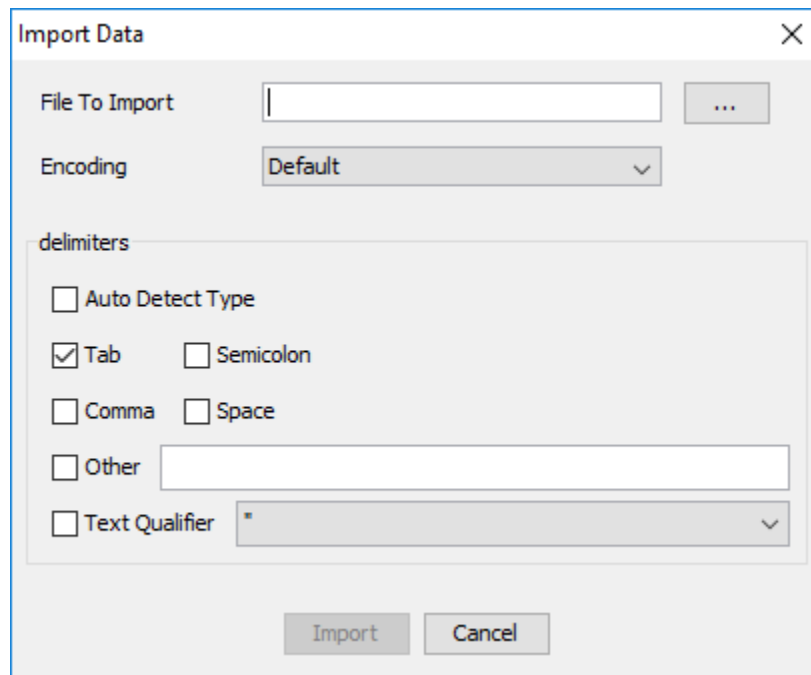 Import Data
File To Import ...
Encoding Default
delimiters
Auto Detect Type
Tab Semicolon
Comma Space
Other
Text Qualifier "
Import Cancel